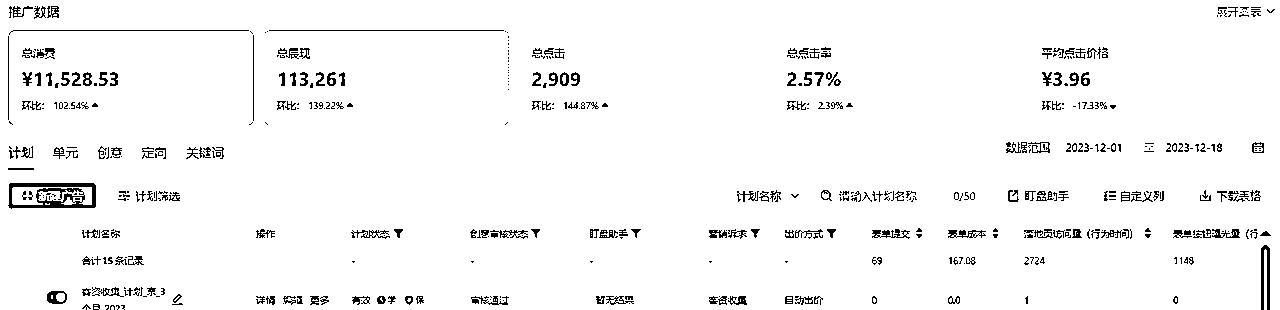 推广数据
展开图表
总消费
¥11,528.53
环比： 102.54%
总展现
113,261
环比： 139.22%
总点击
2,909
环比： 144.87%
总点击率
2.57%
环比： 2.39%
平均点击价格
¥3.96
环比： -17.33%
计划 单元 创意 定向 关键词
数据范围 2023-12-01 至 2023-12-18
新建广告 计划筛选
计划名称 请输入计划名称 0/50 盯盘助手 自定义列 下载表格
计划名称 操作 计划状态 创意审核状态 盯盘助手 营销诉求 出价方式 表单提交 表单成本 落地页访问量（行为时间） 表单按钮曝光量（行
合计 15 条记录 - - - - - 69 167.08 2724 1148
客资收集_计划_京_3
个月_2023
详情 编辑 更多 有效 学 保 审核通过 暂无结果 客资收集 自动出价 0 0.0 1 0